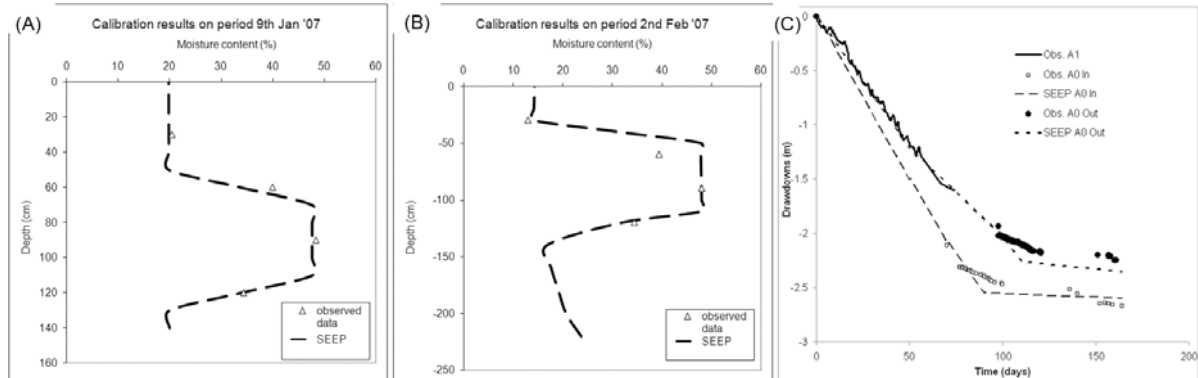 (A)
Calibration results on period 9th Jan '07
Moisture content (%)
0 10 20 30 40 50 60
0
20
40
60
80
100
120
140
160
Depth (cm)
observed
data
SEEP
(B)
Calibration results on period 2nd Feb '07
Moisture content (%)
0 10 20 30 40 50 60
0
-50
-100
-150
-200
-250
Depth (cm)
observed
data
SEEP
(C)
0
-0.5
-1
-1.5
-2
-2.5
-3
Drawdowns (m)
Obs. A1
Obs. A0 In
SEEP A0 In
Obs. A0 Out
SEEP A0 Out
0 50 100 150
Time (days)